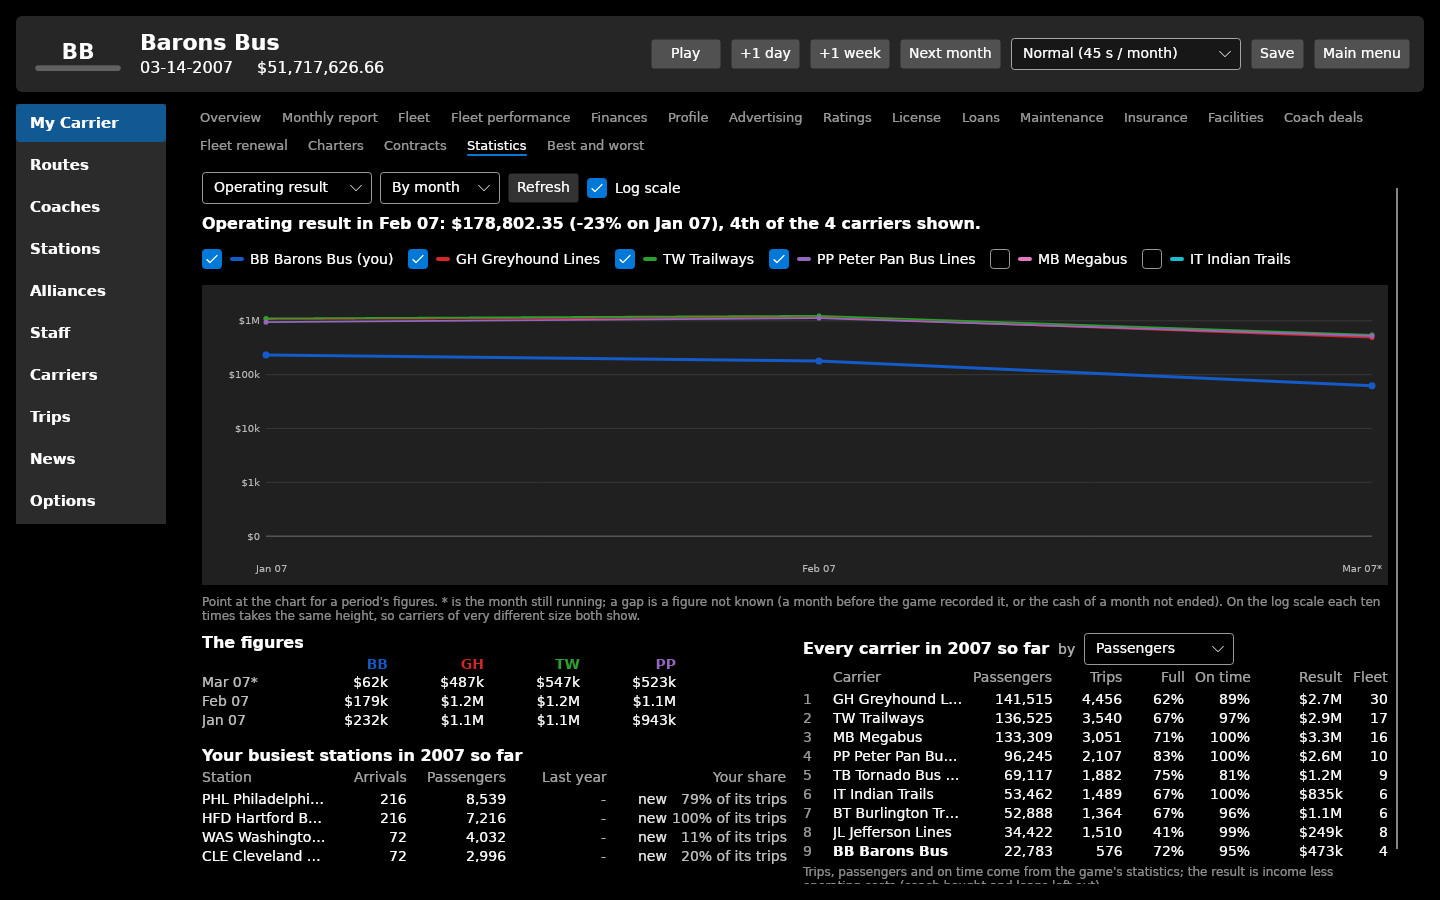 BB
Barons Bus
03-14-2007 $51,717,626.66
Play +1 day +1 week Next month Normal (45 s / month) Save Main menu
My Carrier
Routes
Coaches
Stations
Alliances
Staff
Carriers
Trips
News
Options
Overview Monthly report Fleet Fleet performance Finances Profile Advertising Ratings License Loans Maintenance Insurance Facilities Coach deals
Fleet renewal Charters Contracts Statistics Best and worst
Operating result By month Refresh Log scale
Operating result in Feb 07: $178,802.35 (-23% on Jan 07), 4th of the 4 carriers shown.
BB Barons Bus (you) GH Greyhound Lines TW Trailways PP Peter Pan Bus Lines MB Megabus IT Indian Trails
$1M
$100k
$10k
$1k
$0
Jan 07 Feb 07 Mar 07*
Point at the chart for a period's figures. * is the month still running; a gap is a figure not known (a month before the game recorded it, or the cash of a month not ended). On the log scale each ten
times takes the same height, so carriers of very different size both show.
The figures
BB GH TW PP
Mar 07* $62k $487k $547k $523k
Feb 07 $179k $1.2M $1.2M $1.1M
Jan 07 $232k $1.1M $1.1M $943k
Your busiest stations in 2007 so far
Station Arrivals Passengers Last year Your share
PHL Philadelphi... 216 8,539 - new 79% of its trips
HFD Hartford B... 216 7,216 - new 100% of its trips
WAS Washingto... 72 4,032 - new 11% of its trips
CLE Cleveland ... 72 2,996 - new 20% of its trips
Every carrier in 2007 so far by Passengers
Carrier Passengers Trips Full On time Result Fleet
1 GH Greyhound L... 141,515 4,456 62% 89% $2.7M 30
2 TW Trailways 136,525 3,540 67% 97% $2.9M 17
3 MB Megabus 133,309 3,051 71% 100% $3.3M 16
4 PP Peter Pan Bu... 96,245 2,107 83% 100% $2.6M 10
5 TB Tornado Bus ... 69,117 1,882 75% 81% $1.2M 9
6 IT Indian Trails 53,462 1,489 67% 100% $835k 6
7 BT Burlington Tr... 52,888 1,364 67% 96% $1.1M 6
8 JL Jefferson Lines 34,422 1,510 41% 99% $249k 8
9 BB Barons Bus 22,783 576 72% 95% $473k 4
Trips, passengers and on time come from the game's statistics; the result is income less